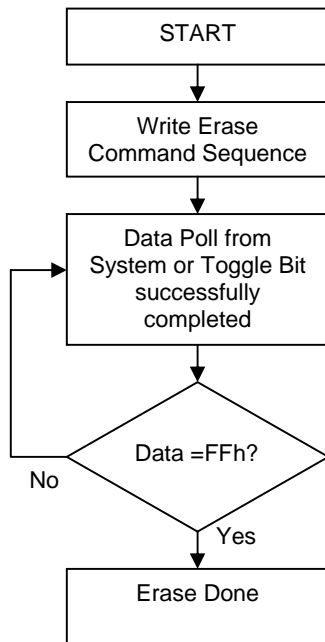 START
Write Erase
Command Sequence
Data Poll from
System or Toggle Bit
successfully
completed
Data =FFh?
No
Yes
Erase Done